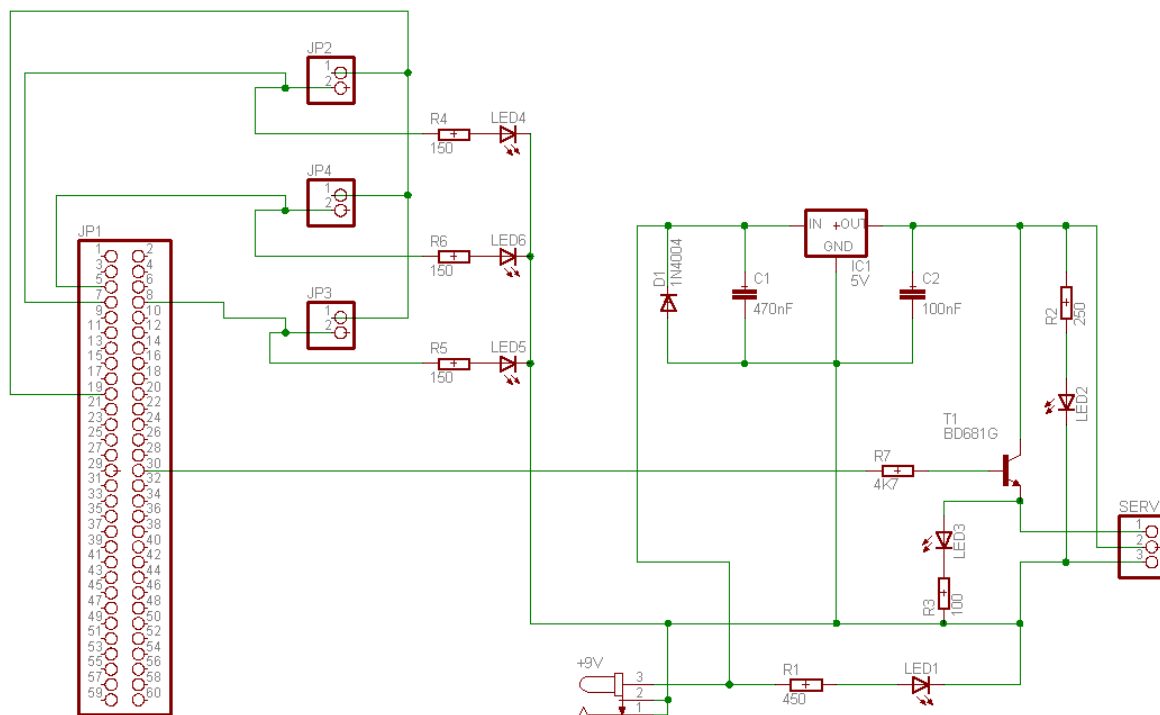 JP2
1
2
R4
150
LED4
JP4
1
2
R6
150
LED6
JP1
JP3
1
2
R5
150
LED5
1 2
3 4
5 6
7 8
9 10
11 12
13 14
15 16
17 18
19 20
21 22
23 24
25 26
27 28
29 30
31 32
33 34
35 36
37 38
39 40
41 42
43 44
45 46
47 48
49 50
51 52
53 54
55 56
57 58
59 60
D1
1N4004
C1
470nF
IN +OUT
GND
IC1
5V
C2
100nF
R2
250
LED2
T1
BD681G
R7
4K7
LED3
R3
100
SERV
1
2
3
+9V
3
2
1
R1
450
LED1